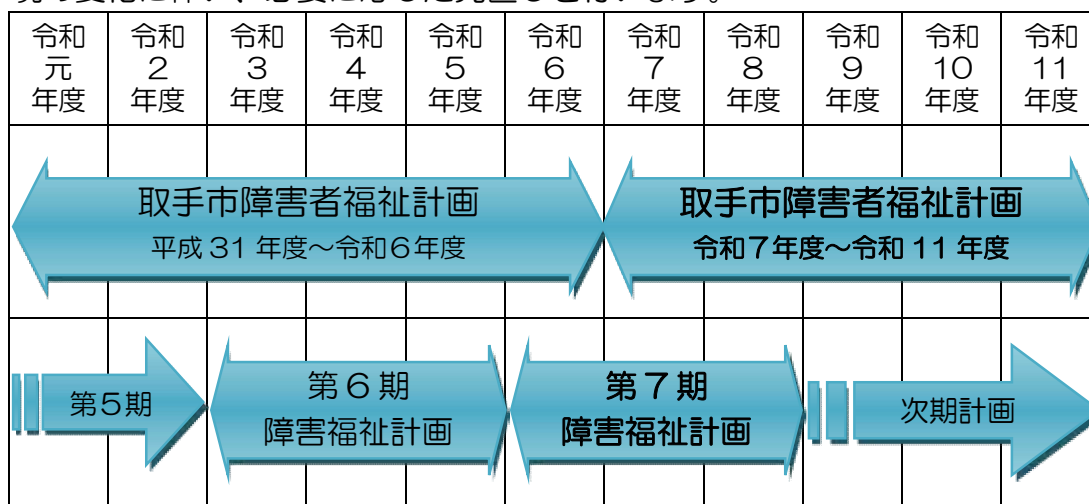 令和元年度 令和2年度 令和3年度 令和4年度 令和5年度 令和6年度 令和7年度 令和8年度 令和9年度 令和10年度 令和11年度
取手市障害者福祉計画
平成31年度～令和6年度
取手市障害者福祉計画
令和7年度～令和11年度
第5期
第6期
障害福祉計画
第7期
障害福祉計画
次期計画